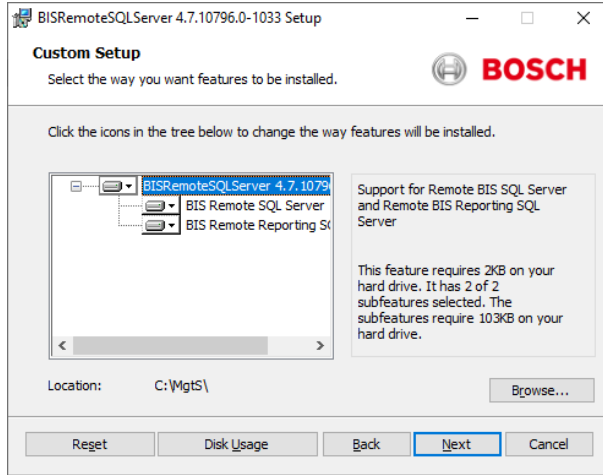 BISRemoteSQLServer 4.7.10796.0-1033 Setup
Custom Setup
Select the way you want features to be installed.
BOSCH
Click the icons in the tree below to change the way features will be installed.
BISRemoteSQLServer 4.7.1079
BIS Remote SQL Server
BIS Remote Reporting S
Support for Remote BIS SQL Server
and Remote BIS Reporting SQL
Server
This feature requires 2KB on your
hard drive. It has 2 of 2
subfeatures selected. The
subfeatures require 103KB on your
hard drive.
Location: C:\MgtS\
Browse...
Reset Disk Usage Back Next Cancel